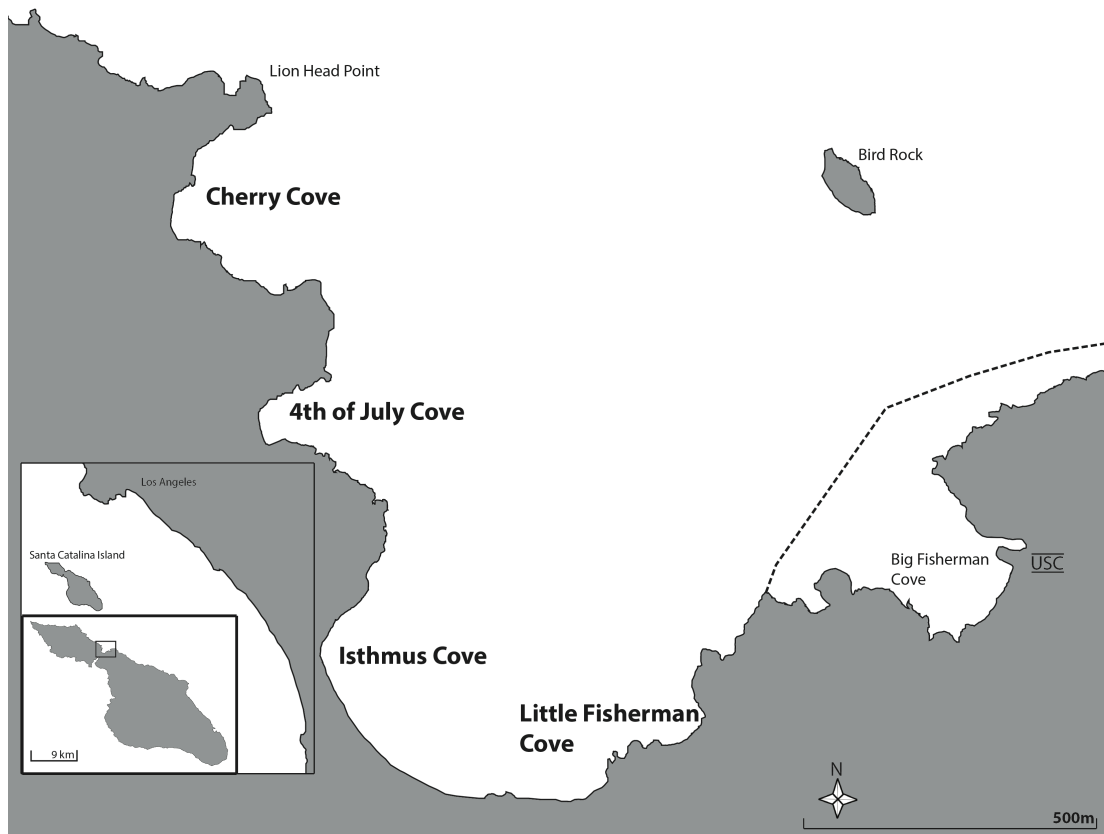 Lion Head Point
Bird Rock
Cherry Cove
4th of July Cove
Los Angeles
Santa Catalina Island
Big Fisherman
Cove
USC
Isthmus Cove
Little Fisherman
Cove
9 km
N
500m